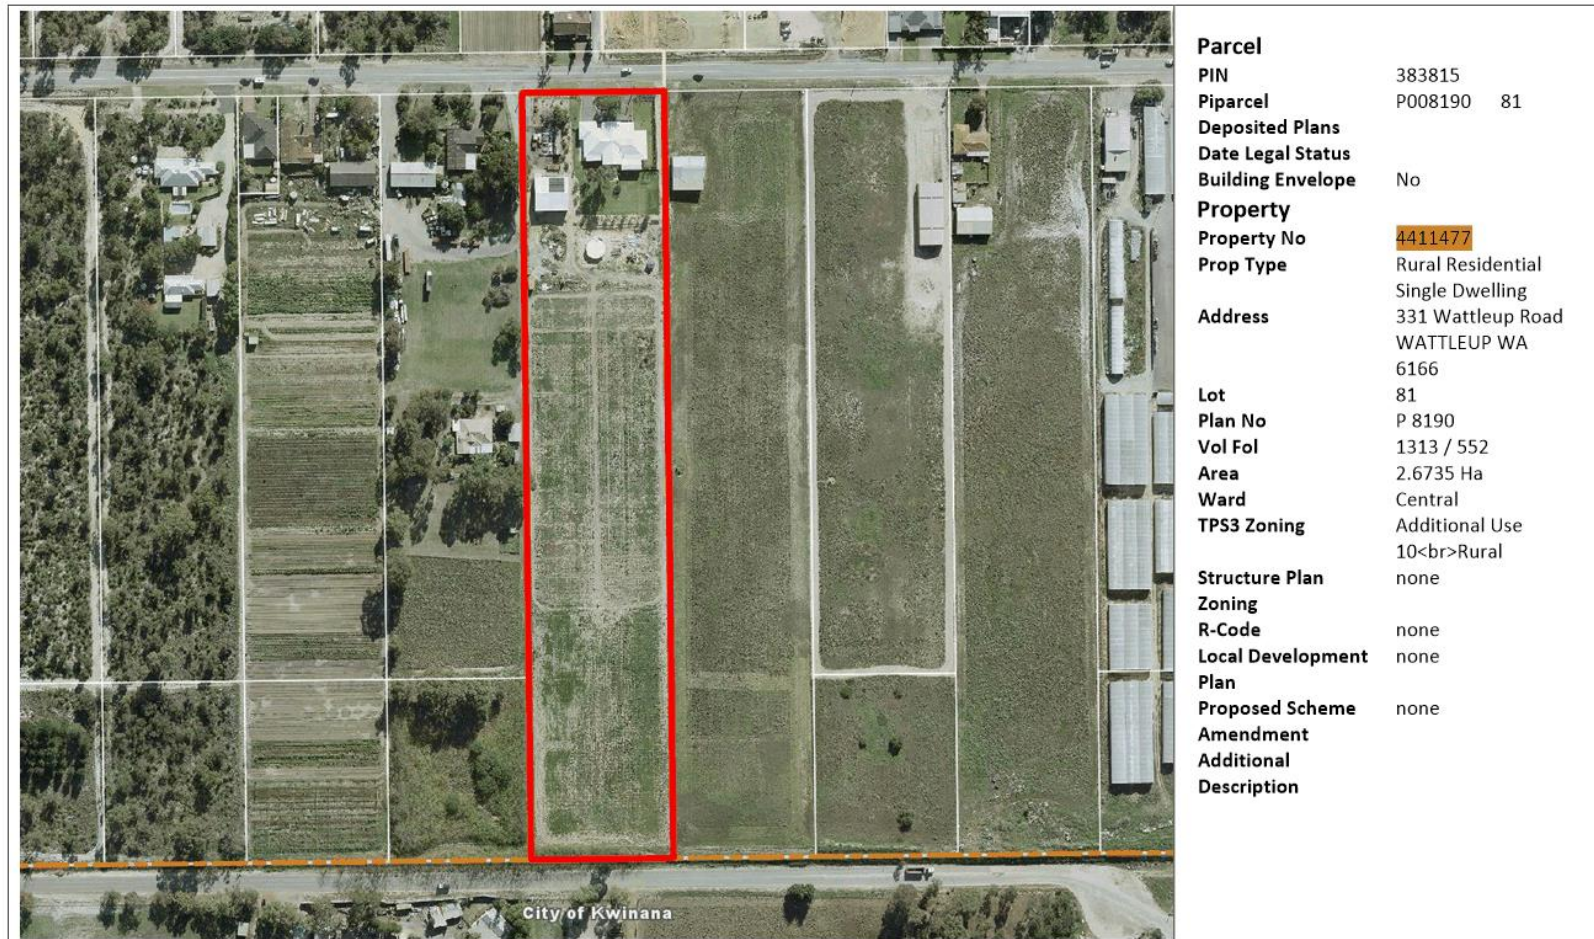 Parcel
PIN 383815
Piparcel P008190 81
Deposited Plans
Date Legal Status
Building Envelope No
Property
Property No 4411477
Prop Type Rural Residential
Single Dwelling
Address 331 Wattleup Road
WATTLEUP WA
6166
Lot 81
Plan No P 8190
Vol Fol 1313 / 552
Area 2.6735 Ha
Ward Central
TPS3 Zoning Additional Use
10<br>Rural
Structure Plan none
Zoning
R-Code none
Local Development none
Plan
Proposed Scheme none
Amendment
Additional
Description
City of Kwinana